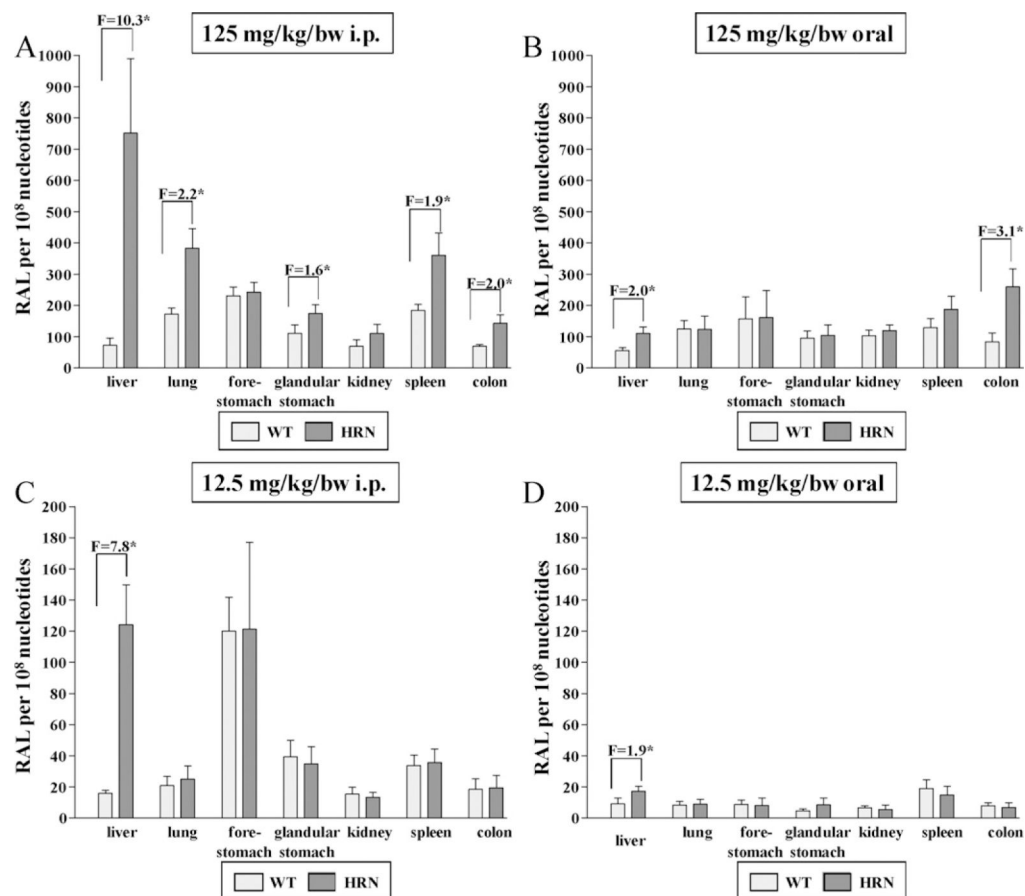 A
125 mg/kg/bw i.p.
F=10.3*
F=2.2*
F=1.6*
F=1.9*
F=2.0*
RAL per 10⁸ nucleotides
1000
900
800
700
600
500
400
300
200
100
0
liver lung fore- glandular kidney spleen colon
stomach stomach
WT HRN
B
125 mg/kg/bw oral
F=2.0*
F=3.1*
RAL per 10⁸ nucleotides
1000
900
800
700
600
500
400
300
200
100
0
liver lung fore- glandular kidney spleen colon
stomach stomach
WT HRN
C
12.5 mg/kg/bw i.p.
F=7.8*
RAL per 10⁸ nucleotides
200
180
160
140
120
100
80
60
40
20
0
liver lung fore- glandular kidney spleen colon
stomach stomach
WT HRN
D
12.5 mg/kg/bw oral
F=1.9*
RAL per 10⁸ nucleotides
200
180
160
140
120
100
80
60
40
20
0
liver lung fore- glandular kidney spleen colon
stomach stomach
WT HRN